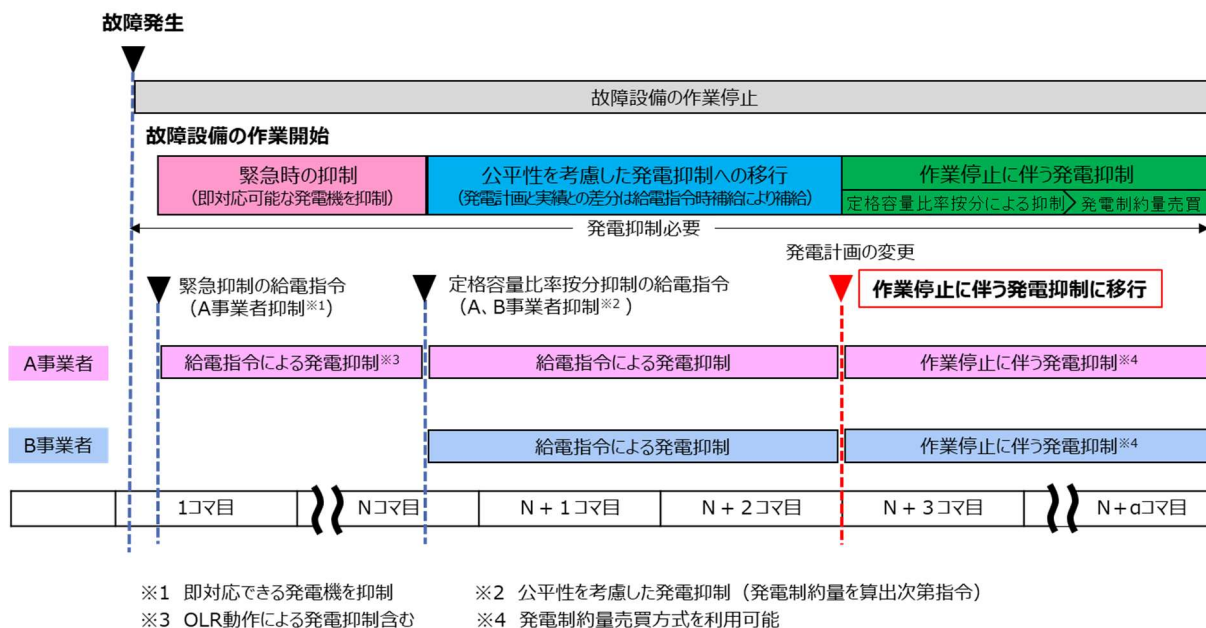 故障発生
故障設備の作業停止
故障設備の作業開始
緊急時の抑制
(即対応可能な発電機を抑制)
公平性を考慮した発電抑制への移行
(発電計画と実績との差分は給電指令時補給により補給)
作業停止に伴う発電抑制
定格容量比率按分による抑制
発電制約量売買
発電抑制必要
発電計画の変更
緊急抑制の給電指令
(A事業者抑制※1)
定格容量比率按分抑制の給電指令
(A、B事業者抑制※2)
作業停止に伴う発電抑制に移行
A事業者
給電指令による発電抑制※3
給電指令による発電抑制
作業停止に伴う発電抑制※4
B事業者
給電指令による発電抑制
作業停止に伴う発電抑制※4
1コマ目
Nコマ目
N+1コマ目
N+2コマ目
N+3コマ目
N+αコマ目
※1 即対応できる発電機を抑制
※2 公平性を考慮した発電抑制(発電制約量を算出次第指令)
※3 OLR動作による発電抑制含む
※4 発電制約量売買方式を利用可能